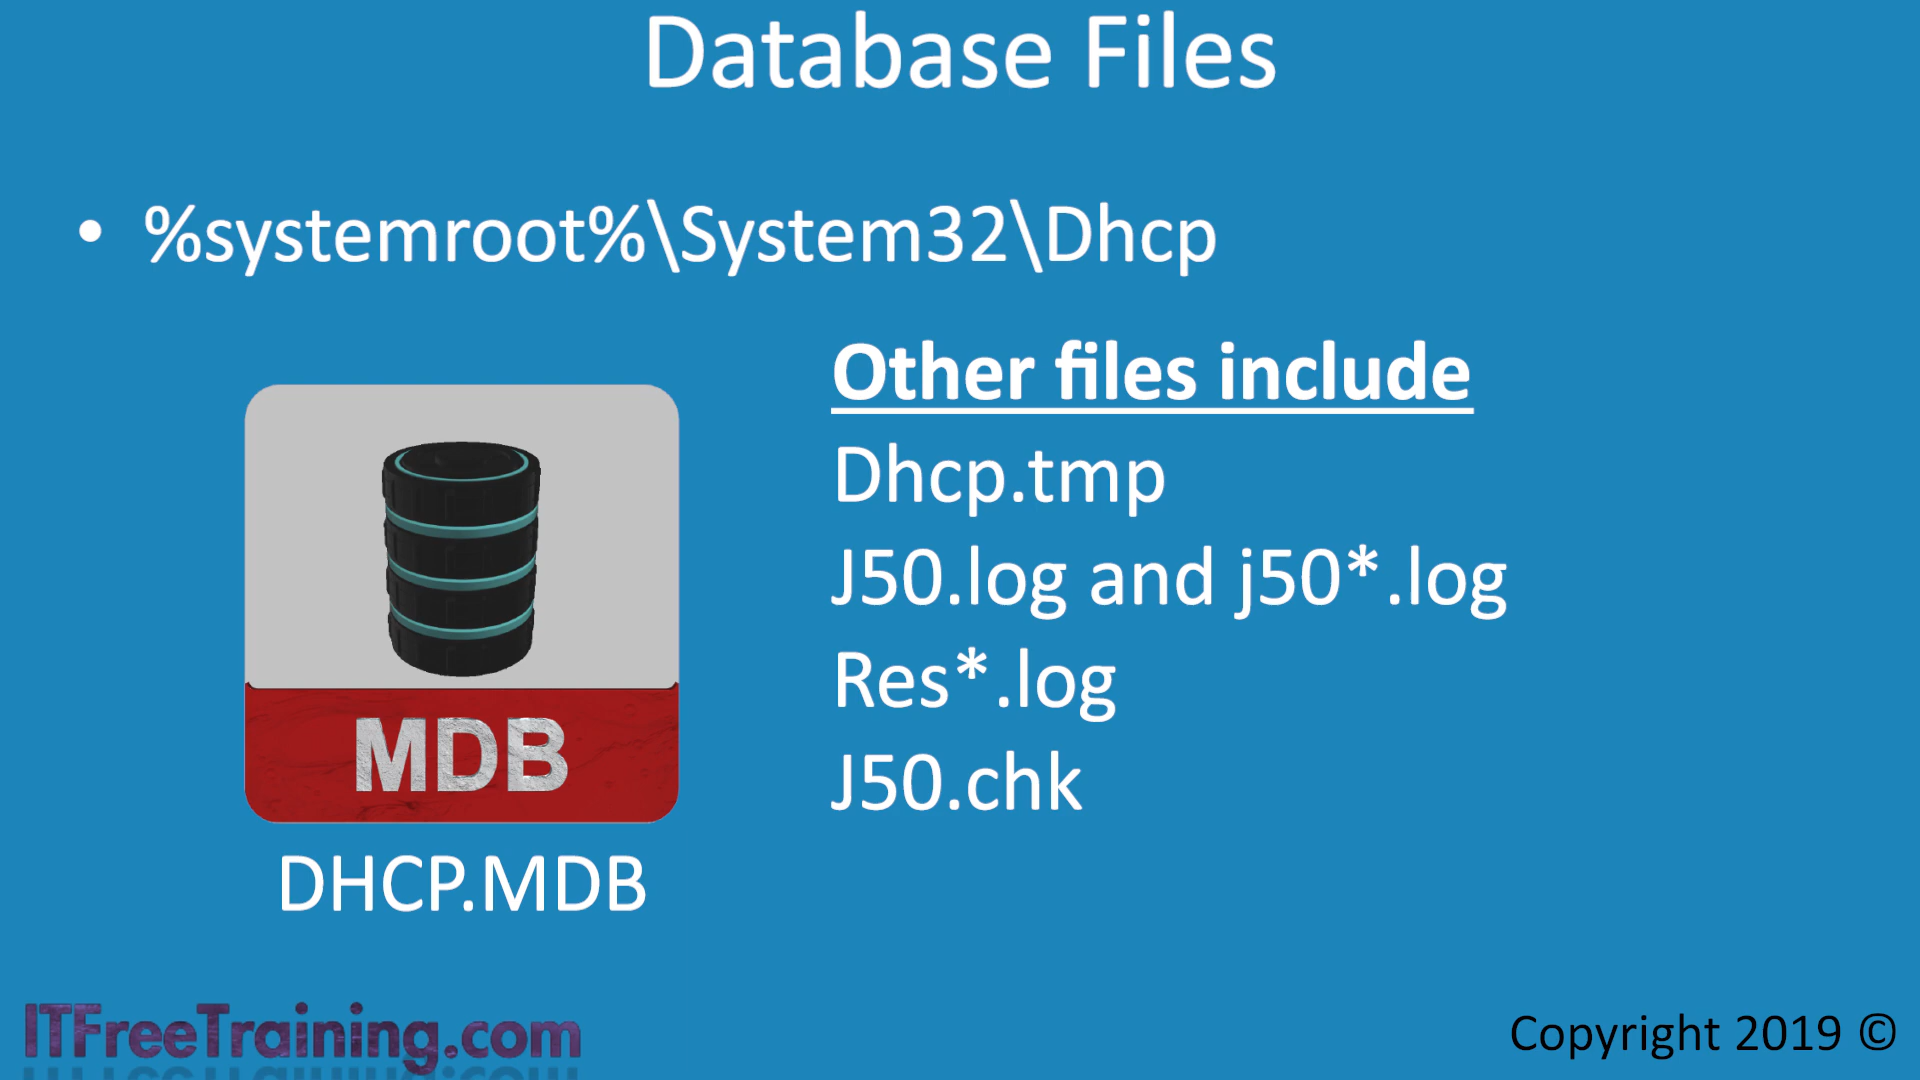 Database Files
• %systemroot%\System32\Dhcp
Other files include
Dhcp.tmp
J50.log and j50*.log
Res*.log
J50.chk
MDB
DHCP.MDB
ITFreeTraining.com
Copyright 2019 ©